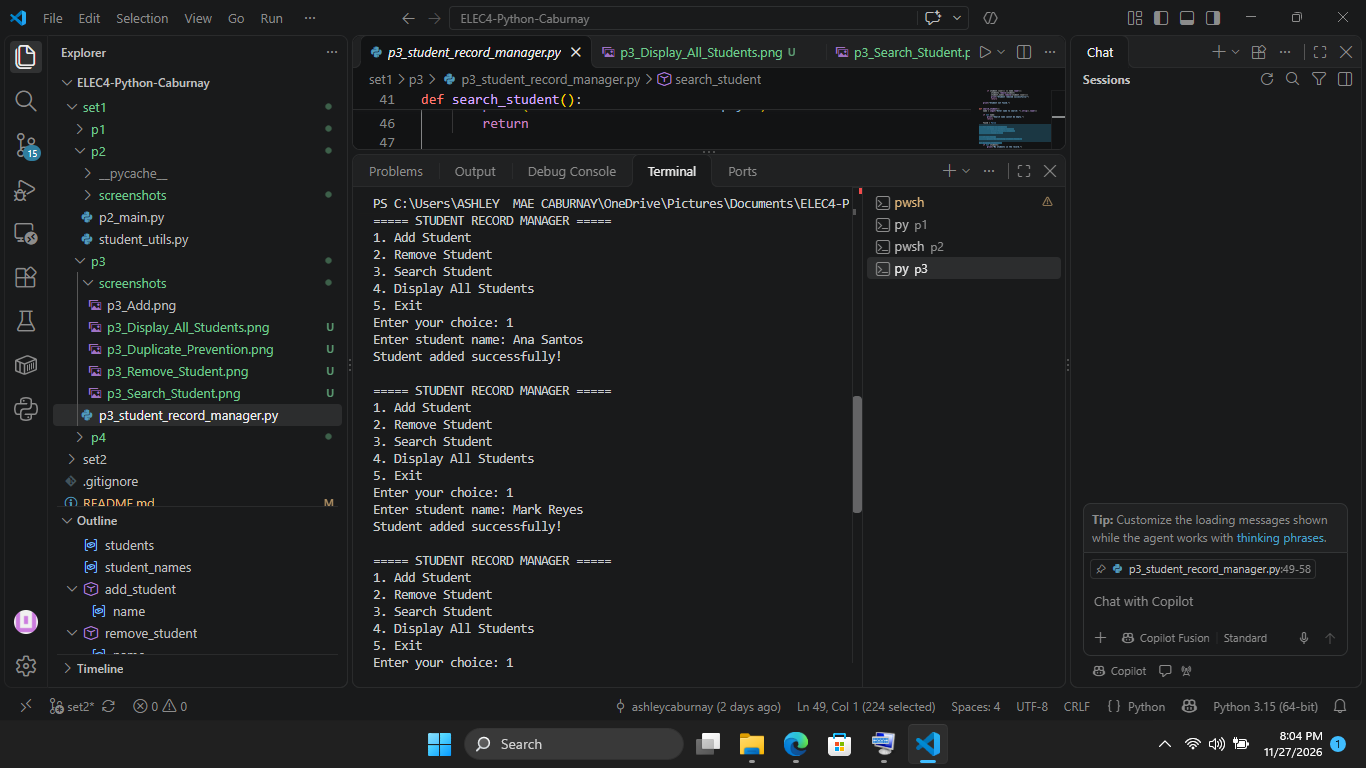 File Edit Selection View Go Run ···
ELEC4-Python-Caburnay
Explorer
ELEC4-Python-Caburnay
set1
p1
p2
__pycache__
screenshots
p2_main.py
student_utils.py
p3
screenshots
p3_Add.png
p3_Display_All_Students.png U
p3_Duplicate_Prevention.png U
p3_Remove_Student.png U
p3_Search_Student.png U
p3_student_record_manager.py
p4
set2
.gitignore
README.md M
Outline
students
student_names
add_student
name
remove_student
name
Timeline
15
p3_student_record_manager.py
p3_Display_All_Students.png U
p3_Search_Student.p
set1 > p3 > p3_student_record_manager.py > search_student
41 def search_student():
46 return
47
Problems Output Debug Console Terminal Ports
PS C:\Users\ASHLEY  MAE CABURNAY\OneDrive\Pictures\Documents\ELEC4-P
===== STUDENT RECORD MANAGER =====
1. Add Student
2. Remove Student
3. Search Student
4. Display All Students
5. Exit
Enter your choice: 1
Enter student name: Ana Santos
Student added successfully!
===== STUDENT RECORD MANAGER =====
1. Add Student
2. Remove Student
3. Search Student
4. Display All Students
5. Exit
Enter your choice: 1
Enter student name: Mark Reyes
Student added successfully!
===== STUDENT RECORD MANAGER =====
1. Add Student
2. Remove Student
3. Search Student
4. Display All Students
5. Exit
Enter your choice: 1
pwsh
py p1
pwsh p2
py p3
Chat
Sessions
Tip: Customize the loading messages shown
while the agent works with thinking phrases.
p3_student_record_manager.py:49-58
Chat with Copilot
Copilot Fusion | Standard
Copilot
set2* 0 0
ashleycaburnay (2 days ago) Ln 49, Col 1 (224 selected) Spaces: 4 UTF-8 CRLF { } Python Python 3.15 (64-bit)
Search
8:04 PM
11/27/2026
1